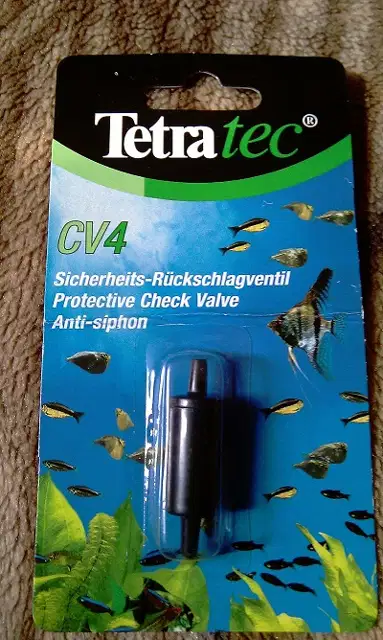 Tetratec®
CV4
Sicherheits-Rückschlagventil
Protective Check Valve
Anti-siphon